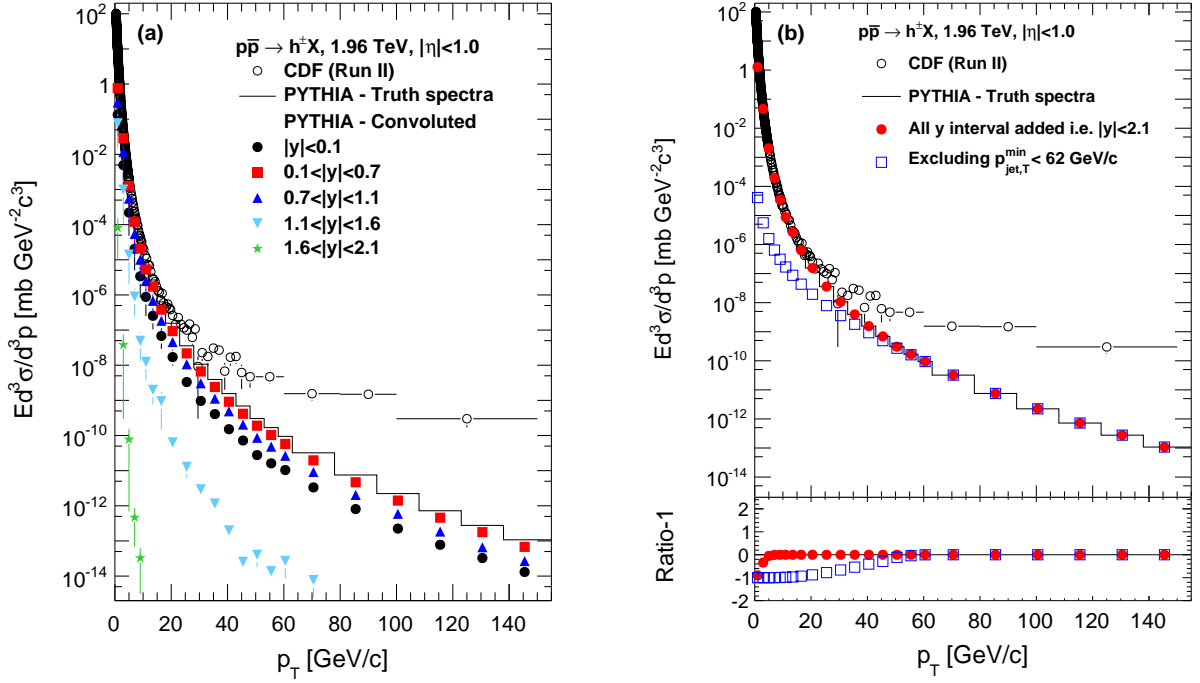 (a)
pp̅ → h±X, 1.96 TeV, |η|<1.0
CDF (Run II)
PYTHIA - Truth spectra
PYTHIA - Convoluted
|y|<0.1
0.1<|y|<0.7
0.7<|y|<1.1
1.1<|y|<1.6
1.6<|y|<2.1
Ed³σ/d³p [mb GeV⁻²c³]
10²
1
10⁻²
10⁻⁴
10⁻⁶
10⁻⁸
10⁻¹⁰
10⁻¹²
10⁻¹⁴
0 20 40 60 80 100 120 140
p_T [GeV/c]
(b)
pp̅ → h±X, 1.96 TeV, |η|<1.0
CDF (Run II)
PYTHIA - Truth spectra
All y interval added i.e. |y|<2.1
Excluding p^min_jet,T < 62 GeV/c
Ed³σ/d³p [mb GeV⁻²c³]
10²
1
10⁻²
10⁻⁴
10⁻⁶
10⁻⁸
10⁻¹⁰
10⁻¹²
10⁻¹⁴
Ratio-1
2
1
0
-1
-2
0 20 40 60 80 100 120 140
p_T [GeV/c]